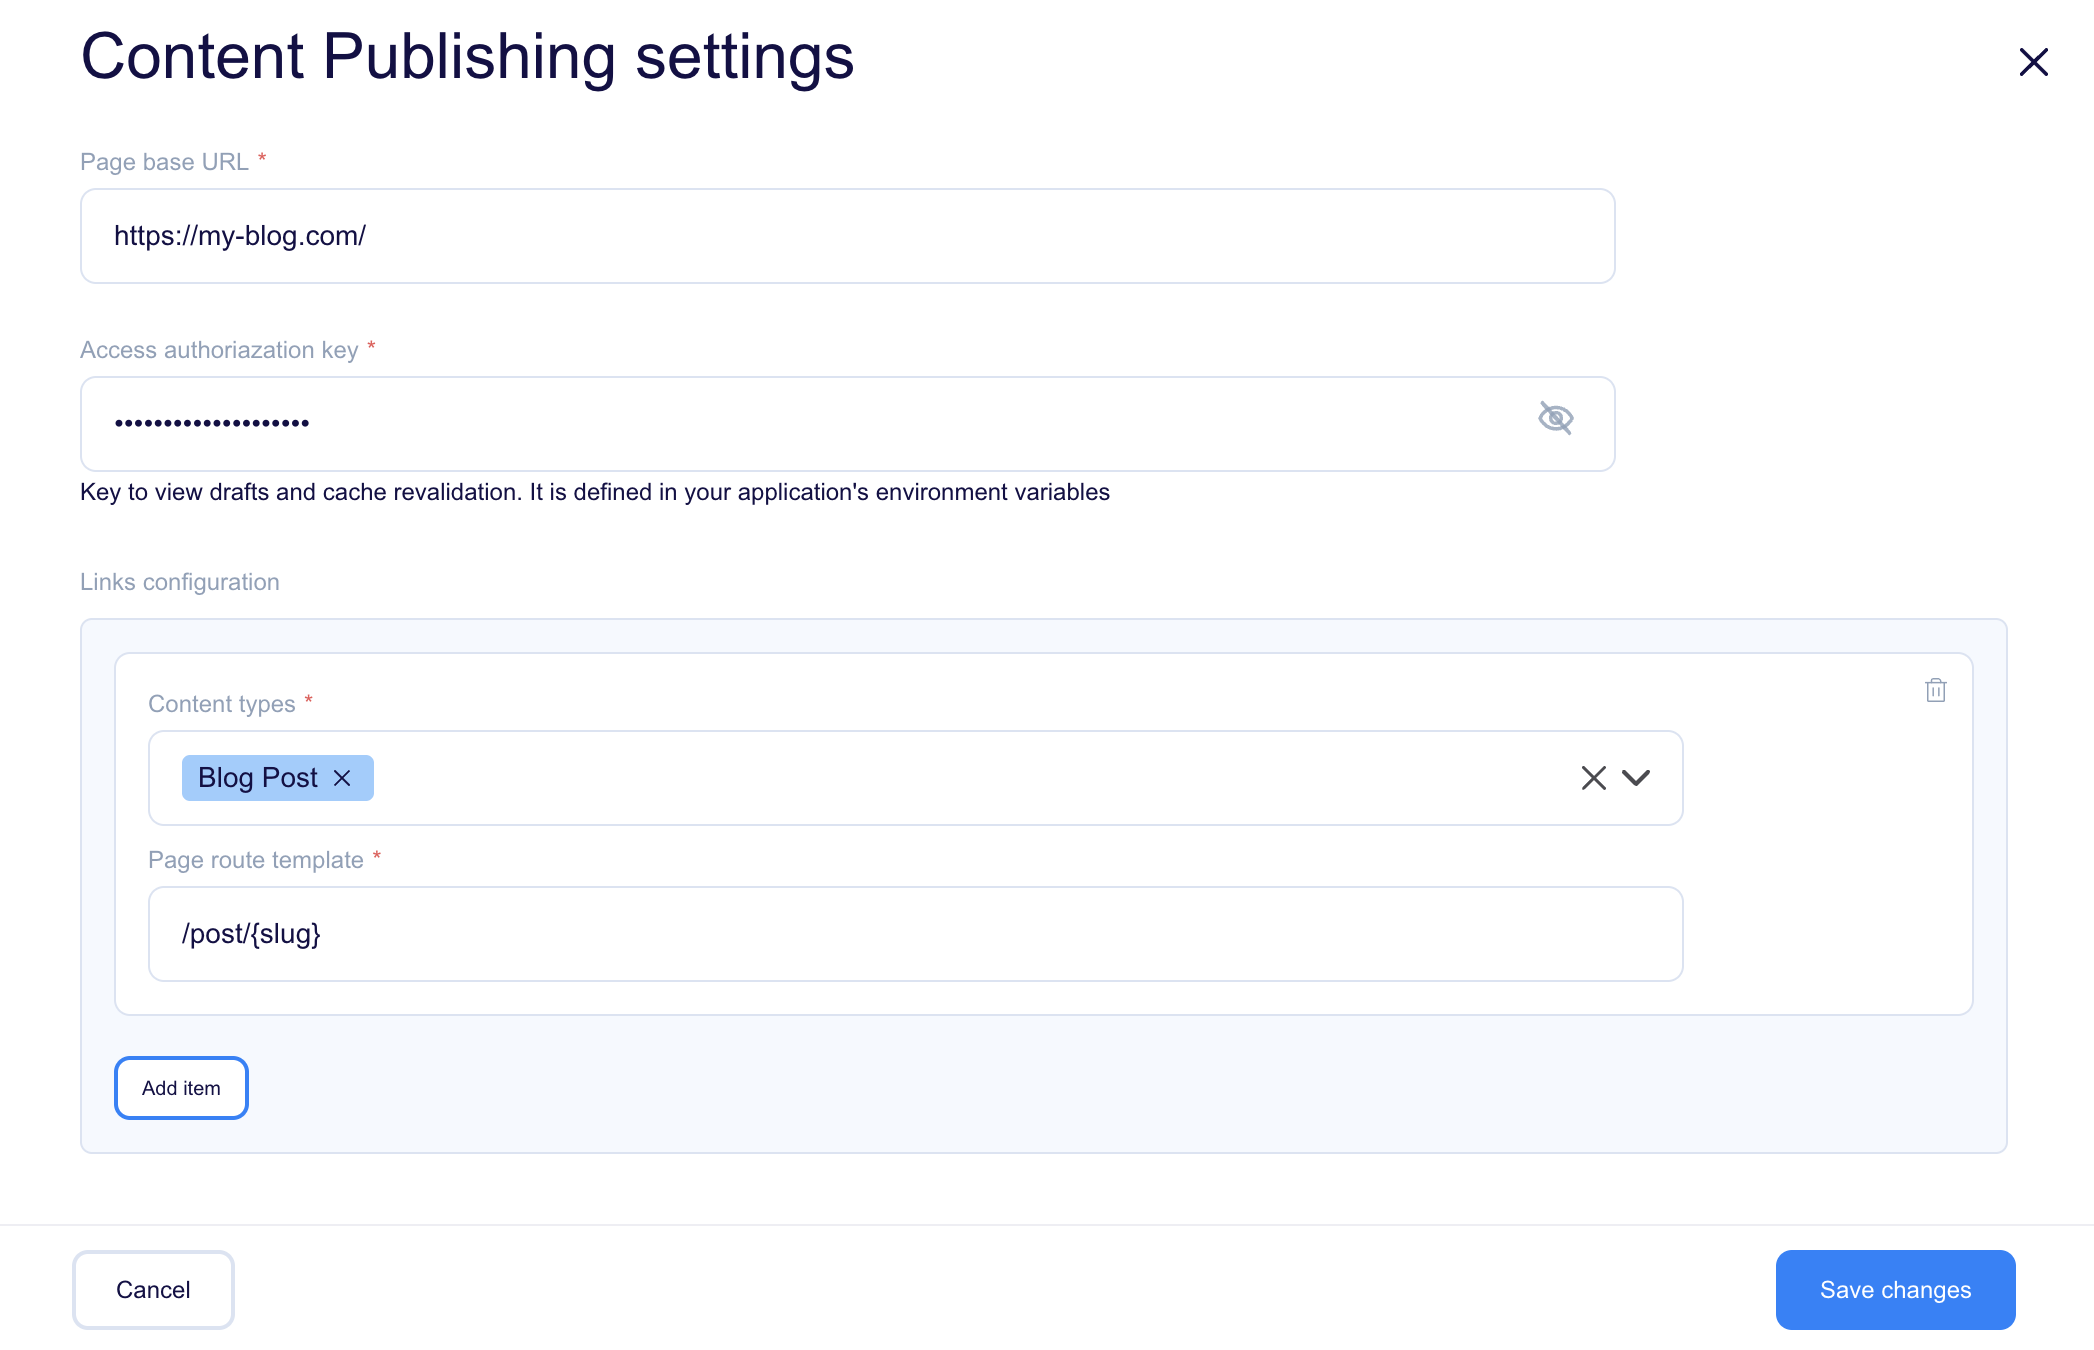 Content Publishing settings
Page base URL *
https://my-blog.com/
Access authoriazation key *
••••••••••••••••••••
Key to view drafts and cache revalidation. It is defined in your application's environment variables
Links configuration
Content types *
Blog Post
Page route template *
/post/{slug}
Add item
Cancel
Save changes